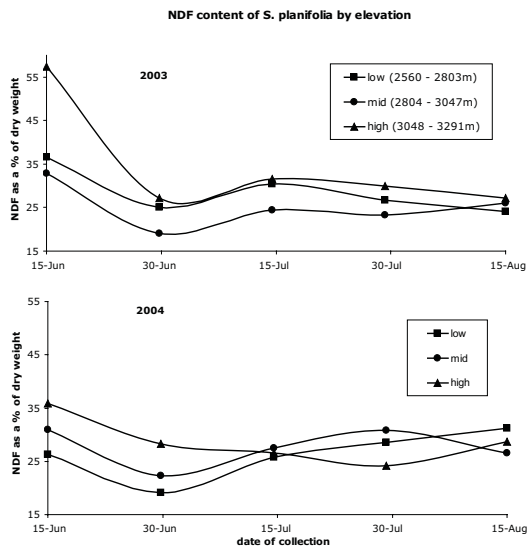 NDF content of S. planifolia by elevation
2003
low (2560 - 2803m)
mid (2804 - 3047m)
high (3048 - 3291m)
NDF as a % of dry weight
55
45
35
25
15
15-Jun 30-Jun 15-Jul 30-Jul 15-Aug
2004
low
mid
high
NDF as a % of dry weight
55
45
35
25
15
15-Jun 30-Jun 15-Jul 30-Jul 15-Aug
date of collection